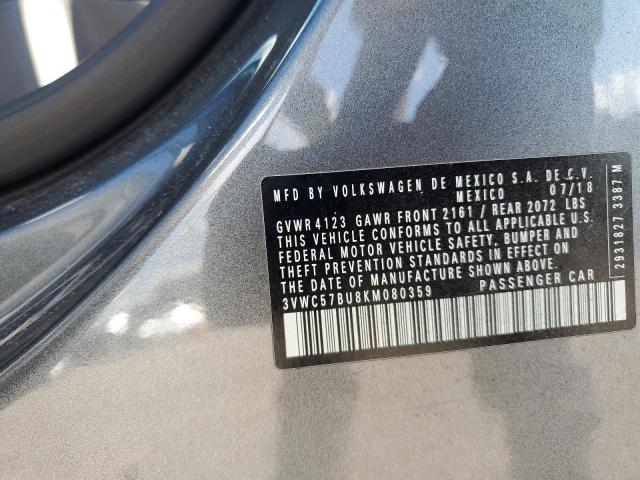 MFD BY VOLKSWAGEN DE MEXICO S.A. DE C.V.
MEXICO 07/18
GVWR 4123 GAWR FRONT 2161 / REAR 2072 LBS
THIS VEHICLE CONFORMS TO ALL APPLICABLE U.S.
FEDERAL MOTOR VEHICLE SAFETY, BUMPER AND
THEFT PREVENTION STANDARDS IN EFFECT ON
THE DATE OF MANUFACTURE SHOWN ABOVE.
3VWC57BU8KM080359 PASSENGER CAR
2931827 3387 M